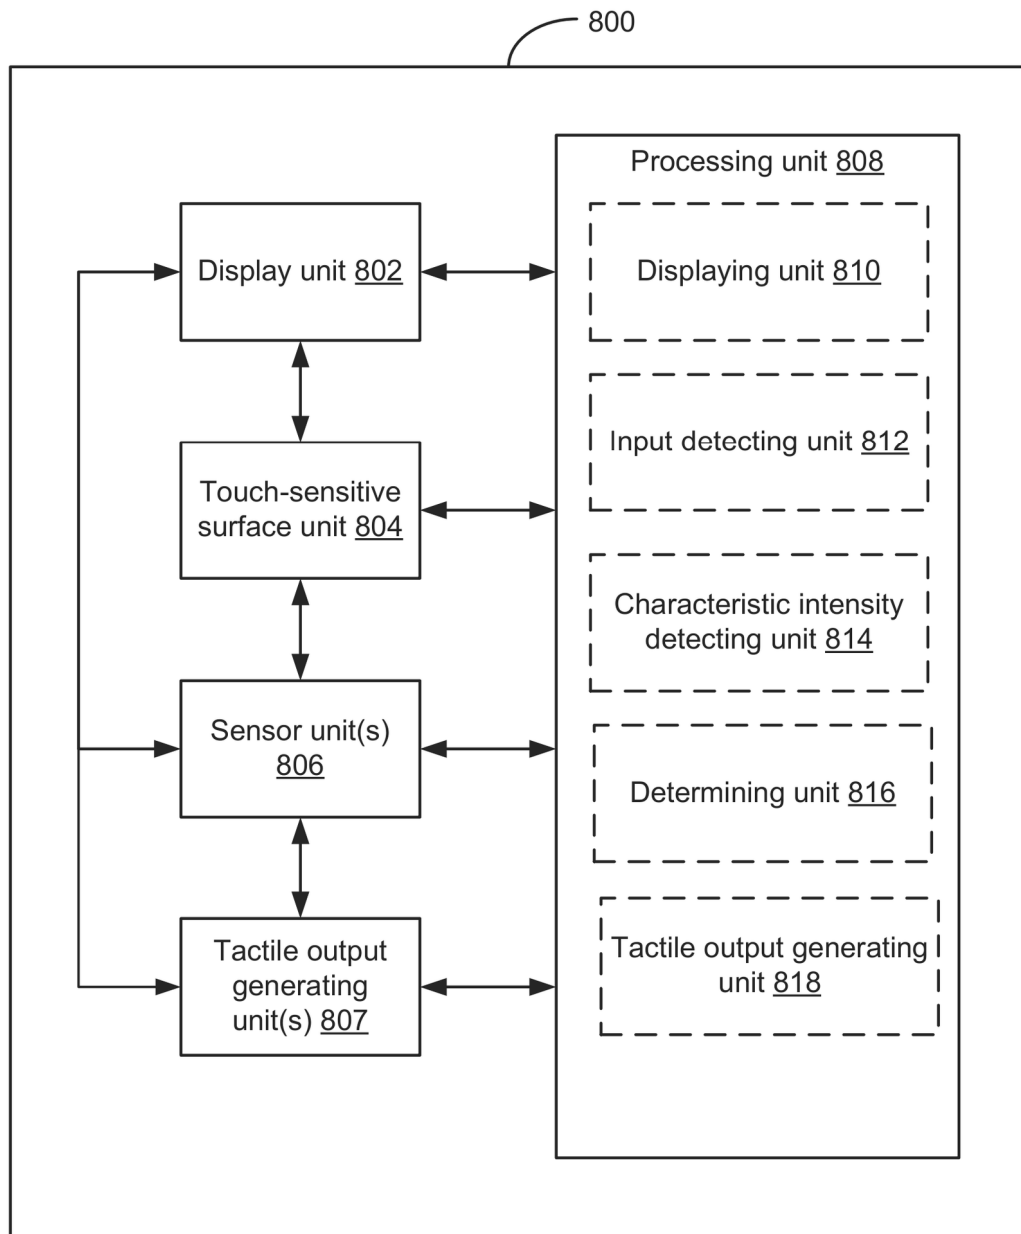 800
Processing unit 808
Display unit 802
Displaying unit 810
Input detecting unit 812
Touch-sensitive
surface unit 804
Characteristic intensity
detecting unit 814
Sensor unit(s)
806
Determining unit 816
Tactile output
generating
unit(s) 807
Tactile output generating
unit 818